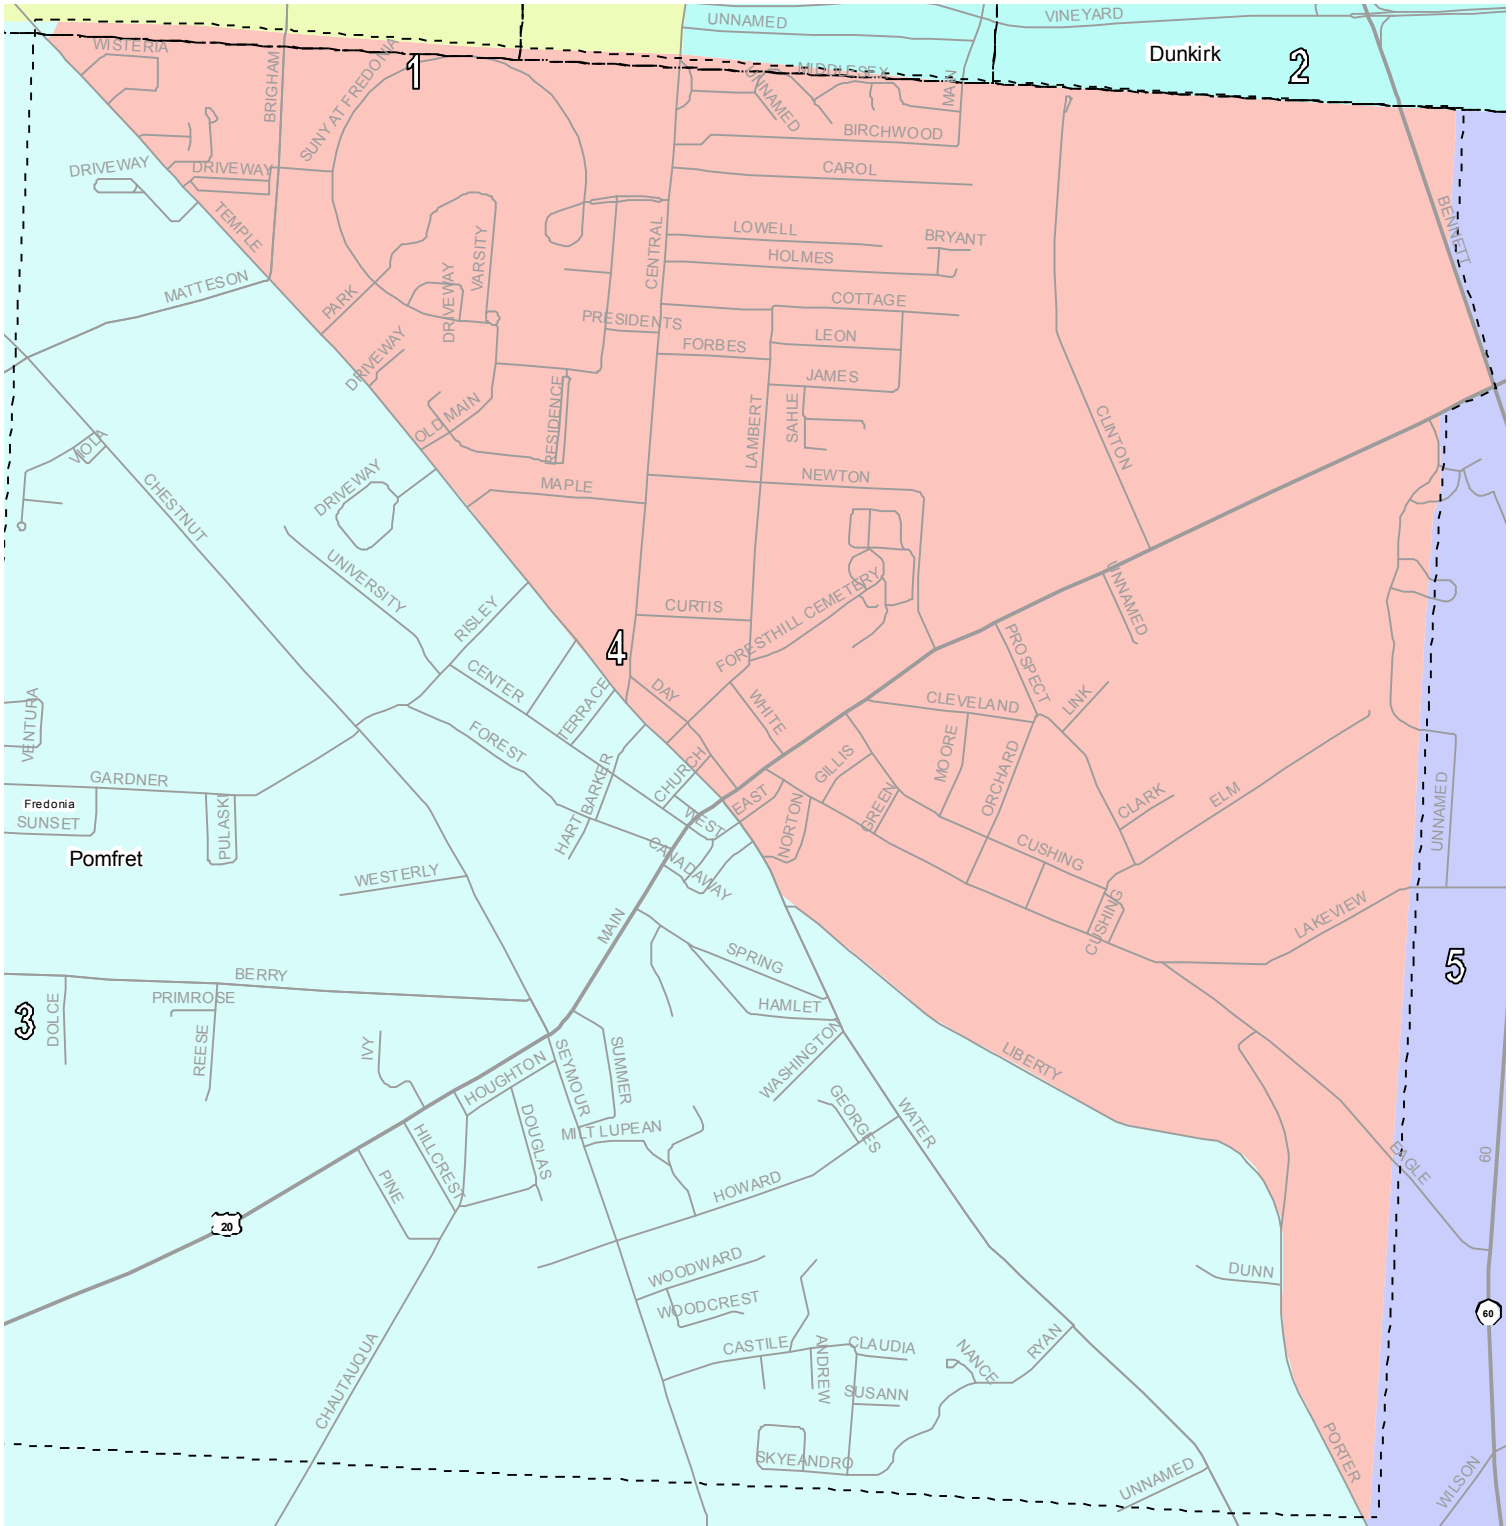 UNNAMED
VINEYARD
Dunkirk
2
WISTERIA
1
BRIGHAM
SUNY AT FREDONIA
MIDDLESEX
UNNAMED
MAIN
BIRCHWOOD
DRIVEWAY
DRIVEWAY
CAROL
TEMPLE
BENNETT
LOWELL
BRYANT
HOLMES
CENTRAL
VARSITY
MATTESON
PARK
DRIVEWAY
COTTAGE
PRESIDENTS
LEON
FORBES
DRIVEWAY
JAMES
RESIDENCE
OLD MAIN
LAMBERT
SAHLE
CLINTON
VIOLA
CHESTNUT
DRIVEWAY
MAPLE
NEWTON
UNIVERSITY
RISLEY
CURTIS
FORESTHILL CEMETERY
UNNAMED
4
PROSPECT
CENTER
TERRACE
DAY
WHITE
CLEVELAND
LINK
VENTURA
FOREST
GILLIS
MOORE
ORCHARD
GARDNER
HART
BARKER
CHURCH
WEST
EAST
NORTON
GREEN
CLARK
ELM
UNNAMED
Fredonia
SUNSET
PULASKI
Pomfret
CANADAWAY
CUSHING
WESTERLY
CUSHING
LAKEVIEW
MAIN
SPRING
5
BERRY
3
DOLCE
PRIMROSE
REESE
HAMLET
IVY
SEYMOUR
SUMMER
WASHINGTON
LIBERTY
HOUGHTON
DOUGLAS
GEORGES
WATER
HILLCREST
MILT LUPEAN
EAGLE
60
PINE
HOWARD
20
WOODWARD
DUNN
WOODCREST
60
CHAUTAUQUA
CASTILE
ANDREW
CLAUDIA
NANCE
RYAN
SUSANN
SKYEANDRO
UNNAMED
PORTER
WILSON